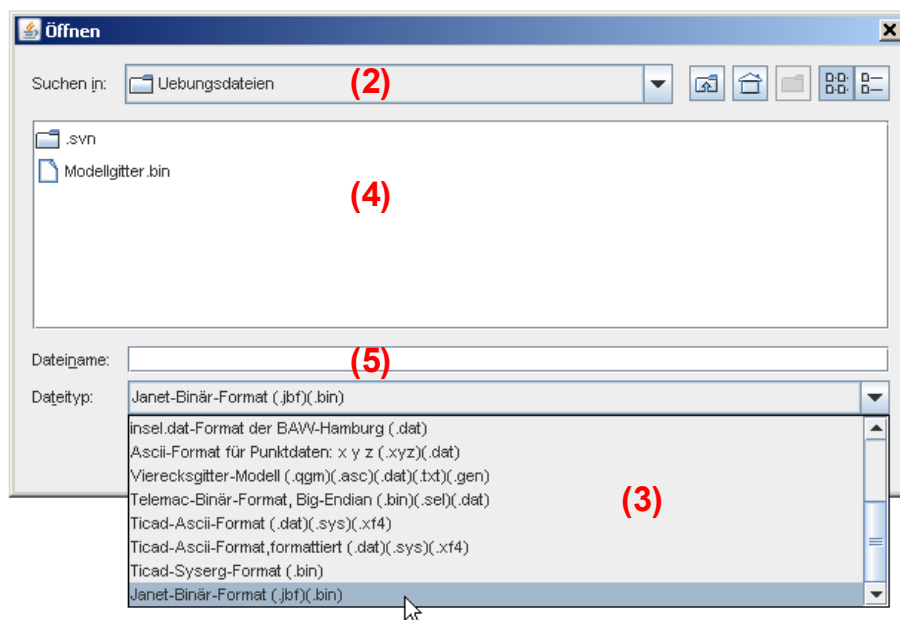 Öffnen
Suchen in: Uebungsdateien (2)
.svn
Modellgitter.bin
(4)
Dateiname: (5)
Dateityp: Janet-Binär-Format (.jbf)(.bin)
insel.dat-Format der BAW-Hamburg (.dat)
Ascii-Format für Punktdaten: x y z (.xyz)(.dat)
Vierecksgitter-Modell (.qgm)(.asc)(.dat)(.txt)(.gen)
Telemac-Binär-Format, Big-Endian (.bin)(.sel)(.dat)
(3)
Ticad-Ascii-Format (.dat)(.sys)(.xf4)
Ticad-Ascii-Format,formattiert (.dat)(.sys)(.xf4)
Ticad-Syserg-Format (.bin)
Janet-Binär-Format (.jbf)(.bin)